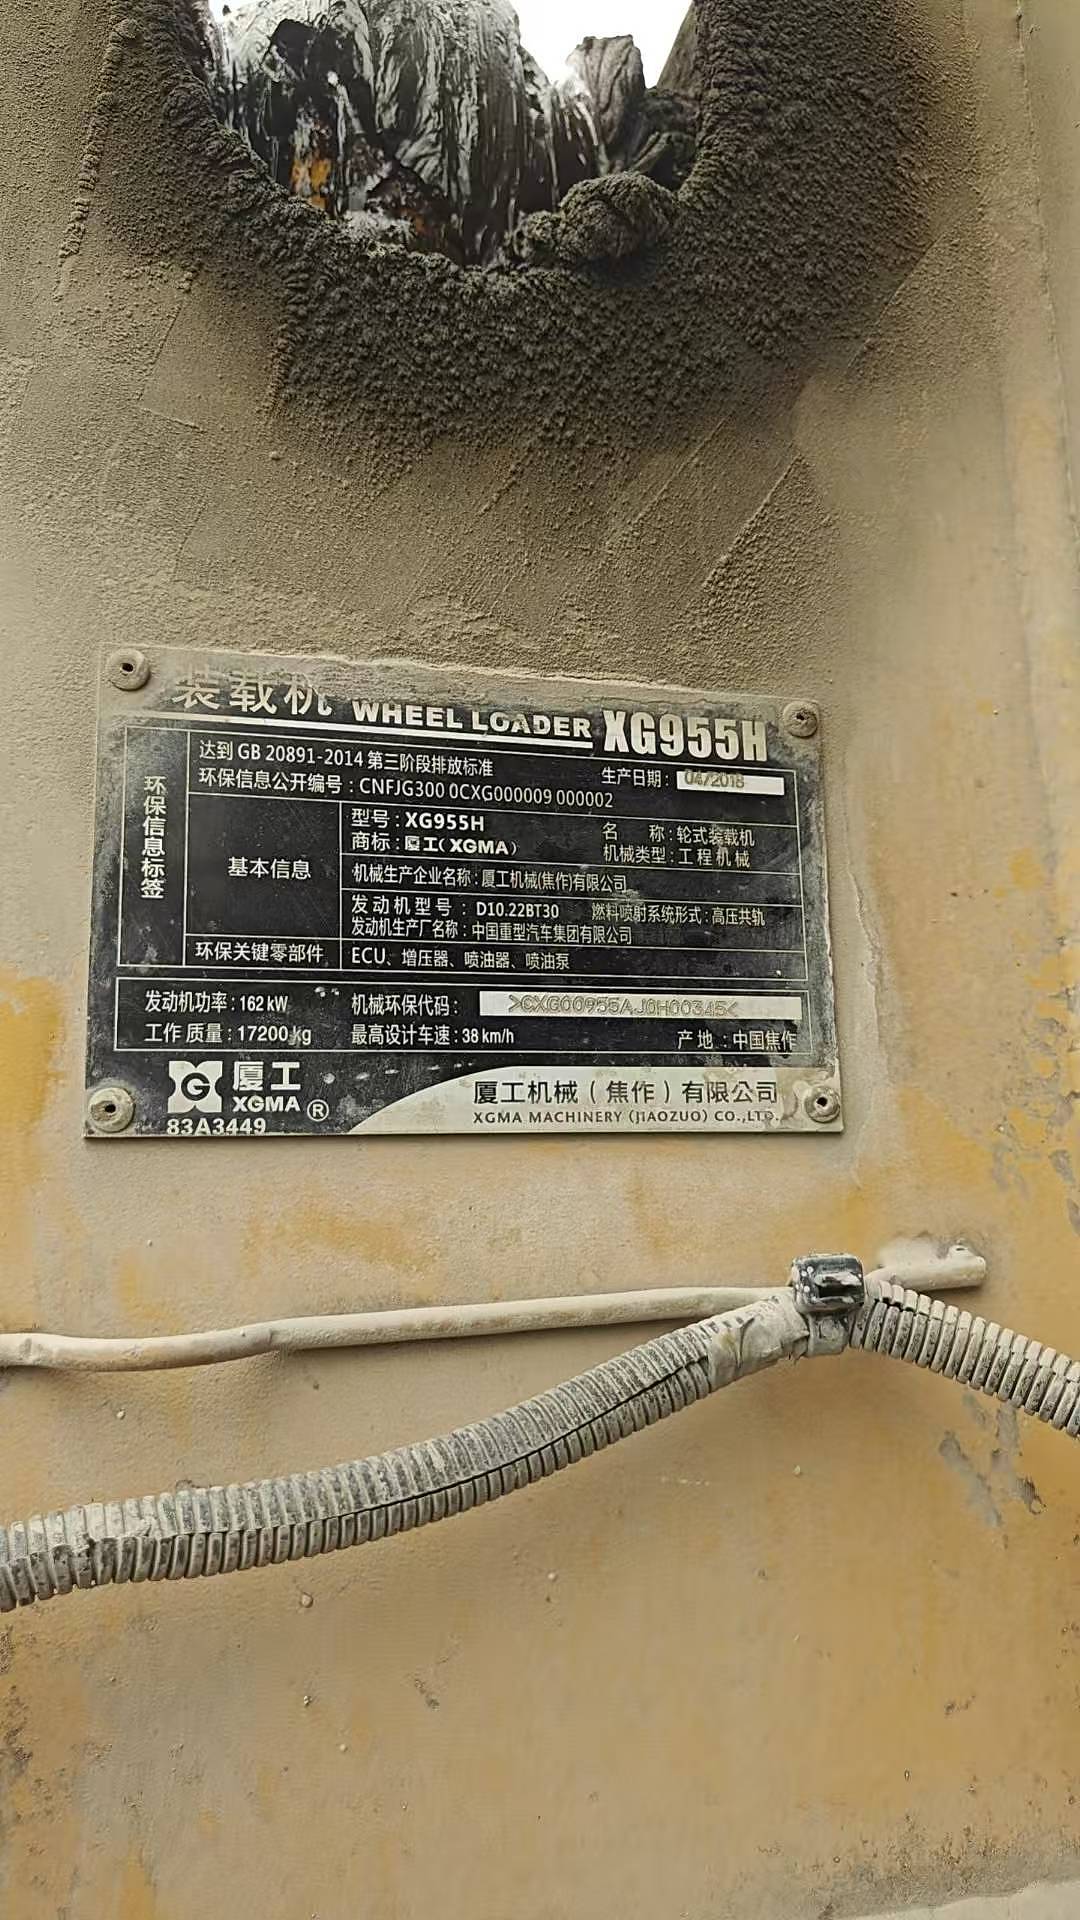 装载机 WHEEL LOADER XG955H
达到 GB 20891-2014 第三阶段排放标准
生产日期: 04/2018
环保信息公开编号: CNFJG300 0CXG000009 000002
环保信息标签
基本信息
型号: XG955H
名 称: 轮式装载机
商标: 厦工(XGMA)
机械类型: 工程机械
机械生产企业名称: 厦工机械(焦作)有限公司
发动机型号: D10.22BT30 燃料喷射系统形式: 高压共轨
发动机生产厂名称: 中国重型汽车集团有限公司
环保关键零部件 ECU、增压器、喷油器、喷油泵
发动机功率: 162 kW 机械环保代码: >CXG00955AJ0H00345<
工作质量: 17200 kg 最高设计车速: 38 km/h 产地: 中国焦作
G 厦工
XGMA ®
83A3449
厦工机械(焦作)有限公司
XGMA MACHINERY (JIAOZUO) CO.,LTD.